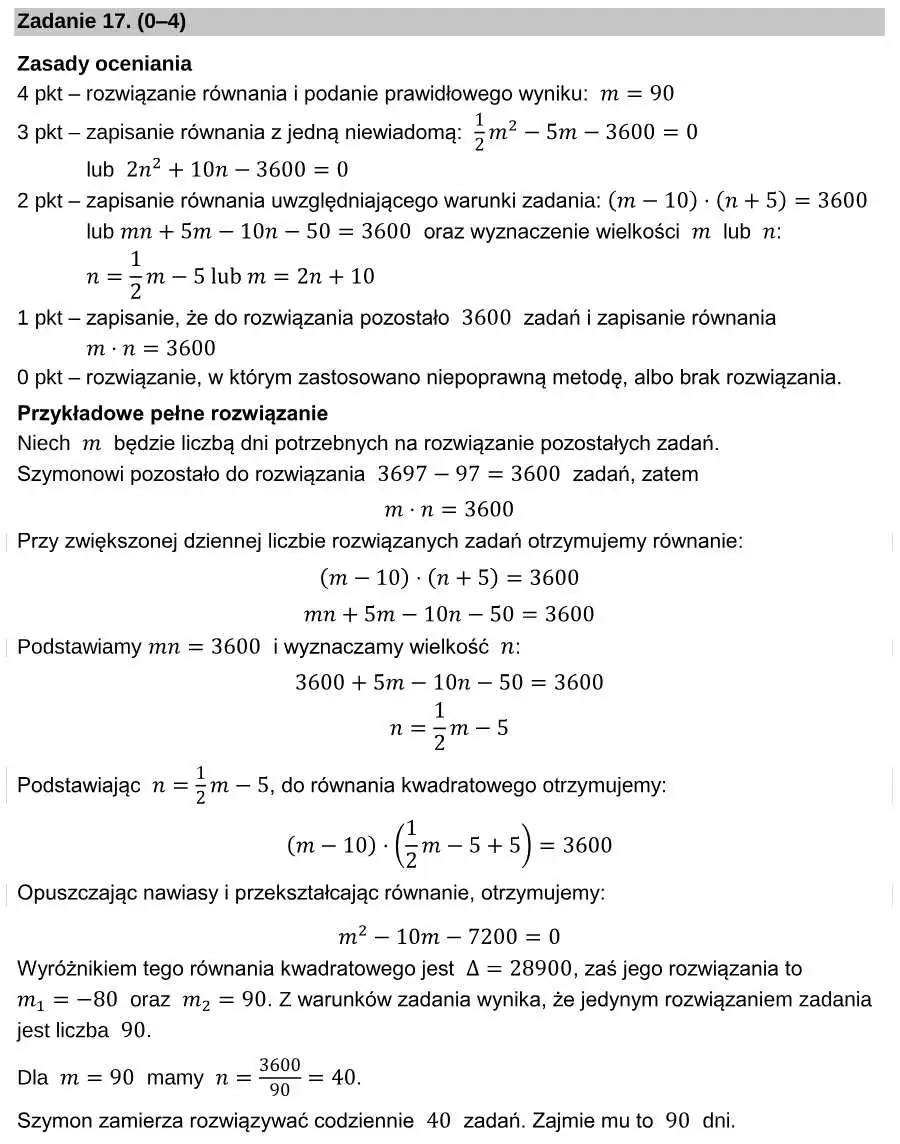 Zadanie 17. (0–4)
Zasady oceniania
4 pkt – rozwiązanie równania i podanie prawidłowego wyniku: m = 90
3 pkt – zapisanie równania z jedną niewiadomą: \frac{1}{2}m² − 5m − 3600 = 0
lub 2n² + 10n − 3600 = 0
2 pkt – zapisanie równania uwzględniającego warunki zadania: (m − 10) · (n + 5) = 3600
lub mn + 5m − 10n − 50 = 3600 oraz wyznaczenie wielkości m lub n:
n = \frac{1}{2}m − 5 lub m = 2n + 10
1 pkt – zapisanie, że do rozwiązania pozostało 3600 zadań i zapisanie równania
m · n = 3600
0 pkt – rozwiązanie, w którym zastosowano niepoprawną metodę, albo brak rozwiązania.
Przykładowe pełne rozwiązanie
Niech m będzie liczbą dni potrzebnych na rozwiązanie pozostałych zadań.
Szymonowi pozostało do rozwiązania 3697 − 97 = 3600 zadań, zatem
m · n = 3600
Przy zwiększonej dziennej liczbie rozwiązanych zadań otrzymujemy równanie:
(m − 10) · (n + 5) = 3600
mn + 5m − 10n − 50 = 3600
Podstawiamy mn = 3600 i wyznaczamy wielkość n:
3600 + 5m − 10n − 50 = 3600
n = \frac{1}{2}m − 5
Podstawiając n = \frac{1}{2}m − 5, do równania kwadratowego otrzymujemy:
(m − 10) · (\frac{1}{2}m − 5 + 5) = 3600
Opuszczając nawiasy i przekształcając równanie, otrzymujemy:
m² − 10m − 7200 = 0
Wyróżnikiem tego równania kwadratowego jest Δ = 28900, zaś jego rozwiązania to
m₁ = −80 oraz m₂ = 90. Z warunków zadania wynika, że jedynym rozwiązaniem zadania
jest liczba 90.
Dla m = 90 mamy n = \frac{3600}{90} = 40.
Szymon zamierza rozwiązywać codziennie 40 zadań. Zajmie mu to 90 dni.